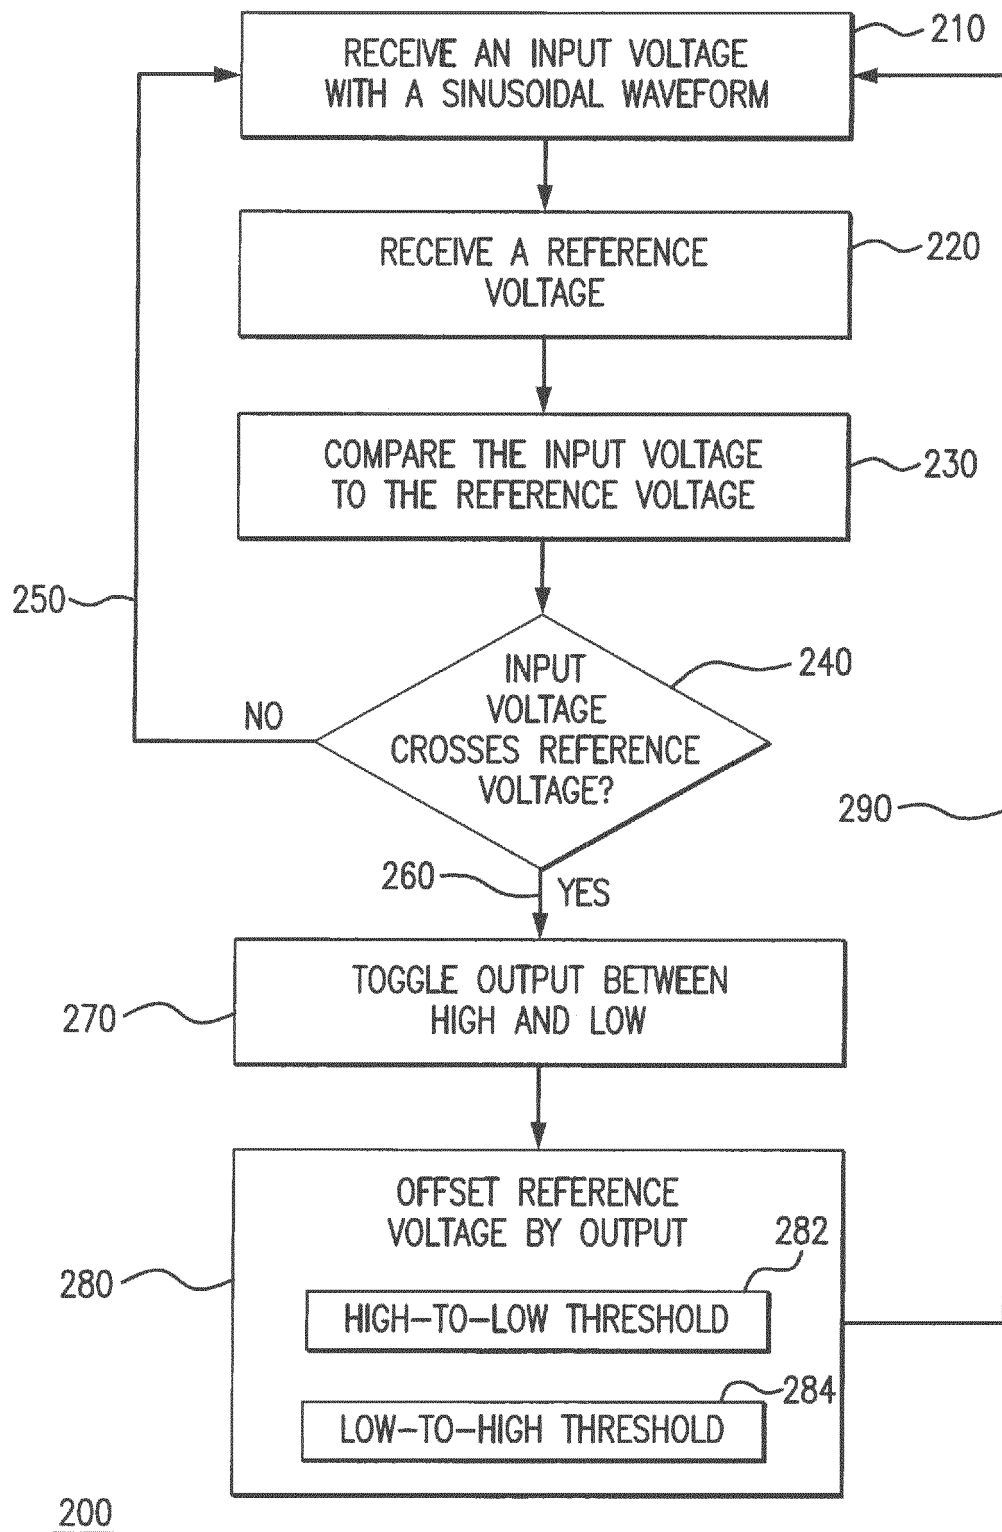 210
RECEIVE AN INPUT VOLTAGE
WITH A SINUSOIDAL WAVEFORM
220
RECEIVE A REFERENCE
VOLTAGE
230
COMPARE THE INPUT VOLTAGE
TO THE REFERENCE VOLTAGE
250
240
INPUT
VOLTAGE
CROSSES REFERENCE
VOLTAGE?
NO
290
260
YES
270
TOGGLE OUTPUT BETWEEN
HIGH AND LOW
280
OFFSET REFERENCE
VOLTAGE BY OUTPUT
282
HIGH-TO-LOW THRESHOLD
284
LOW-TO-HIGH THRESHOLD
200